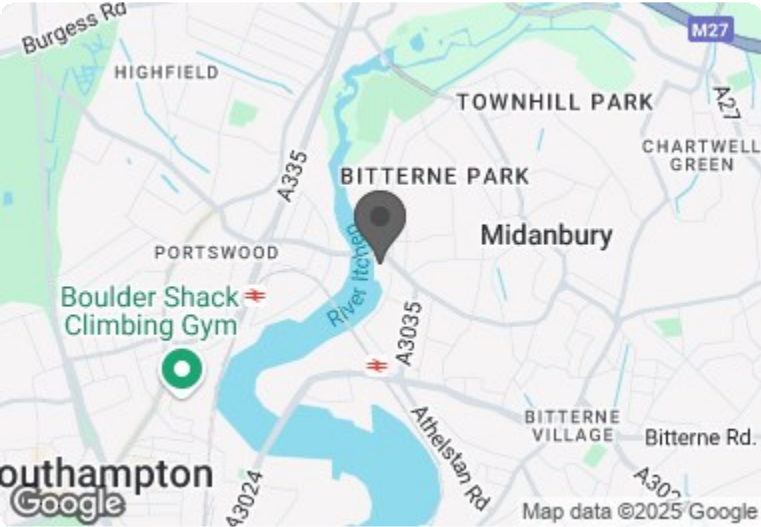 Burgess Rd
M27
HIGHFIELD
A27
TOWNHILL PARK
A335
CHARTWELL
GREEN
BITTERNE PARK
Midanbury
River Itchen
PORTSWOOD
Boulder Shack
Climbing Gym
A3035
Athelstan Rd
BITTERNE
VILLAGE
Bitterne Rd.
outhampton
A3024
A302
Google
Map data ©2025 Google